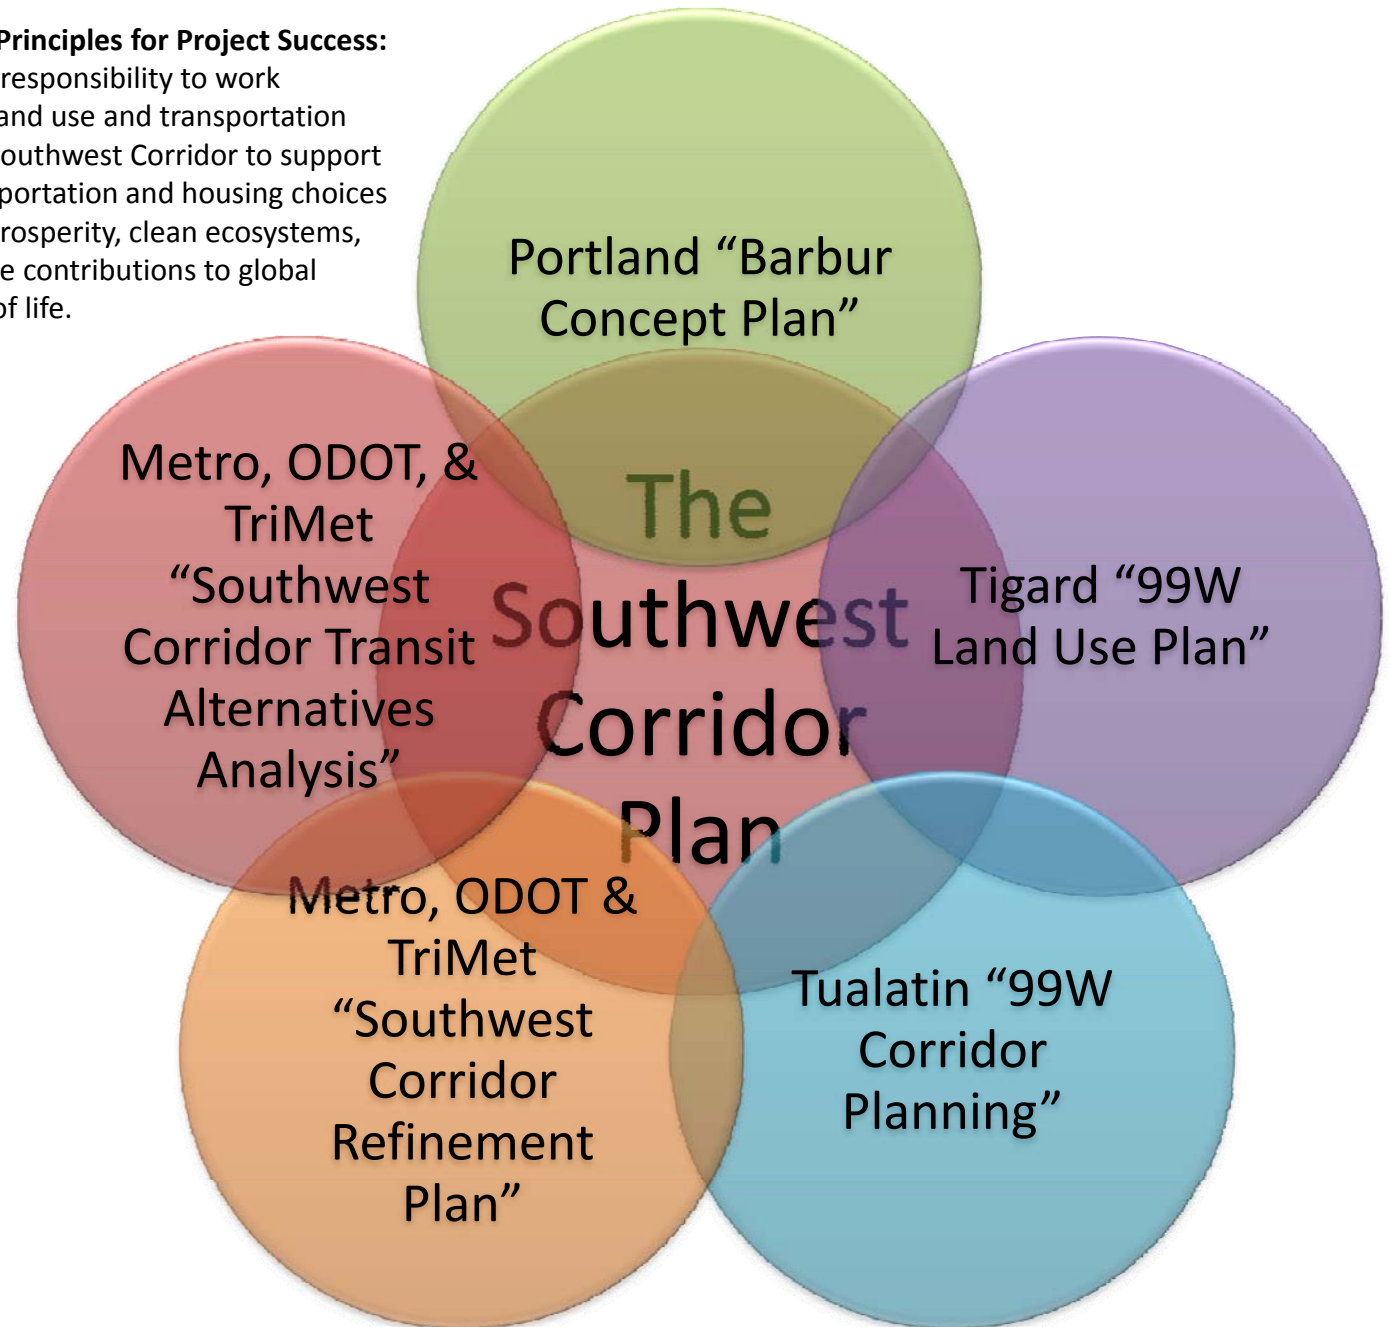 Principles for Project Success:
responsibility to work
and use and transportation
outhwest Corridor to support
portation and housing choices
rosperity, clean ecosystems,
e contributions to global
of life.
Portland “Barbur
Concept Plan”
Metro, ODOT, &
TriMet
“Southwest
Corridor Transit
Alternatives
Analysis”
The
Southwest
Corridor
Plan
Tigard “99W
Land Use Plan”
Metro, ODOT &
TriMet
“Southwest
Corridor
Refinement
Plan”
Tualatin “99W
Corridor
Planning”